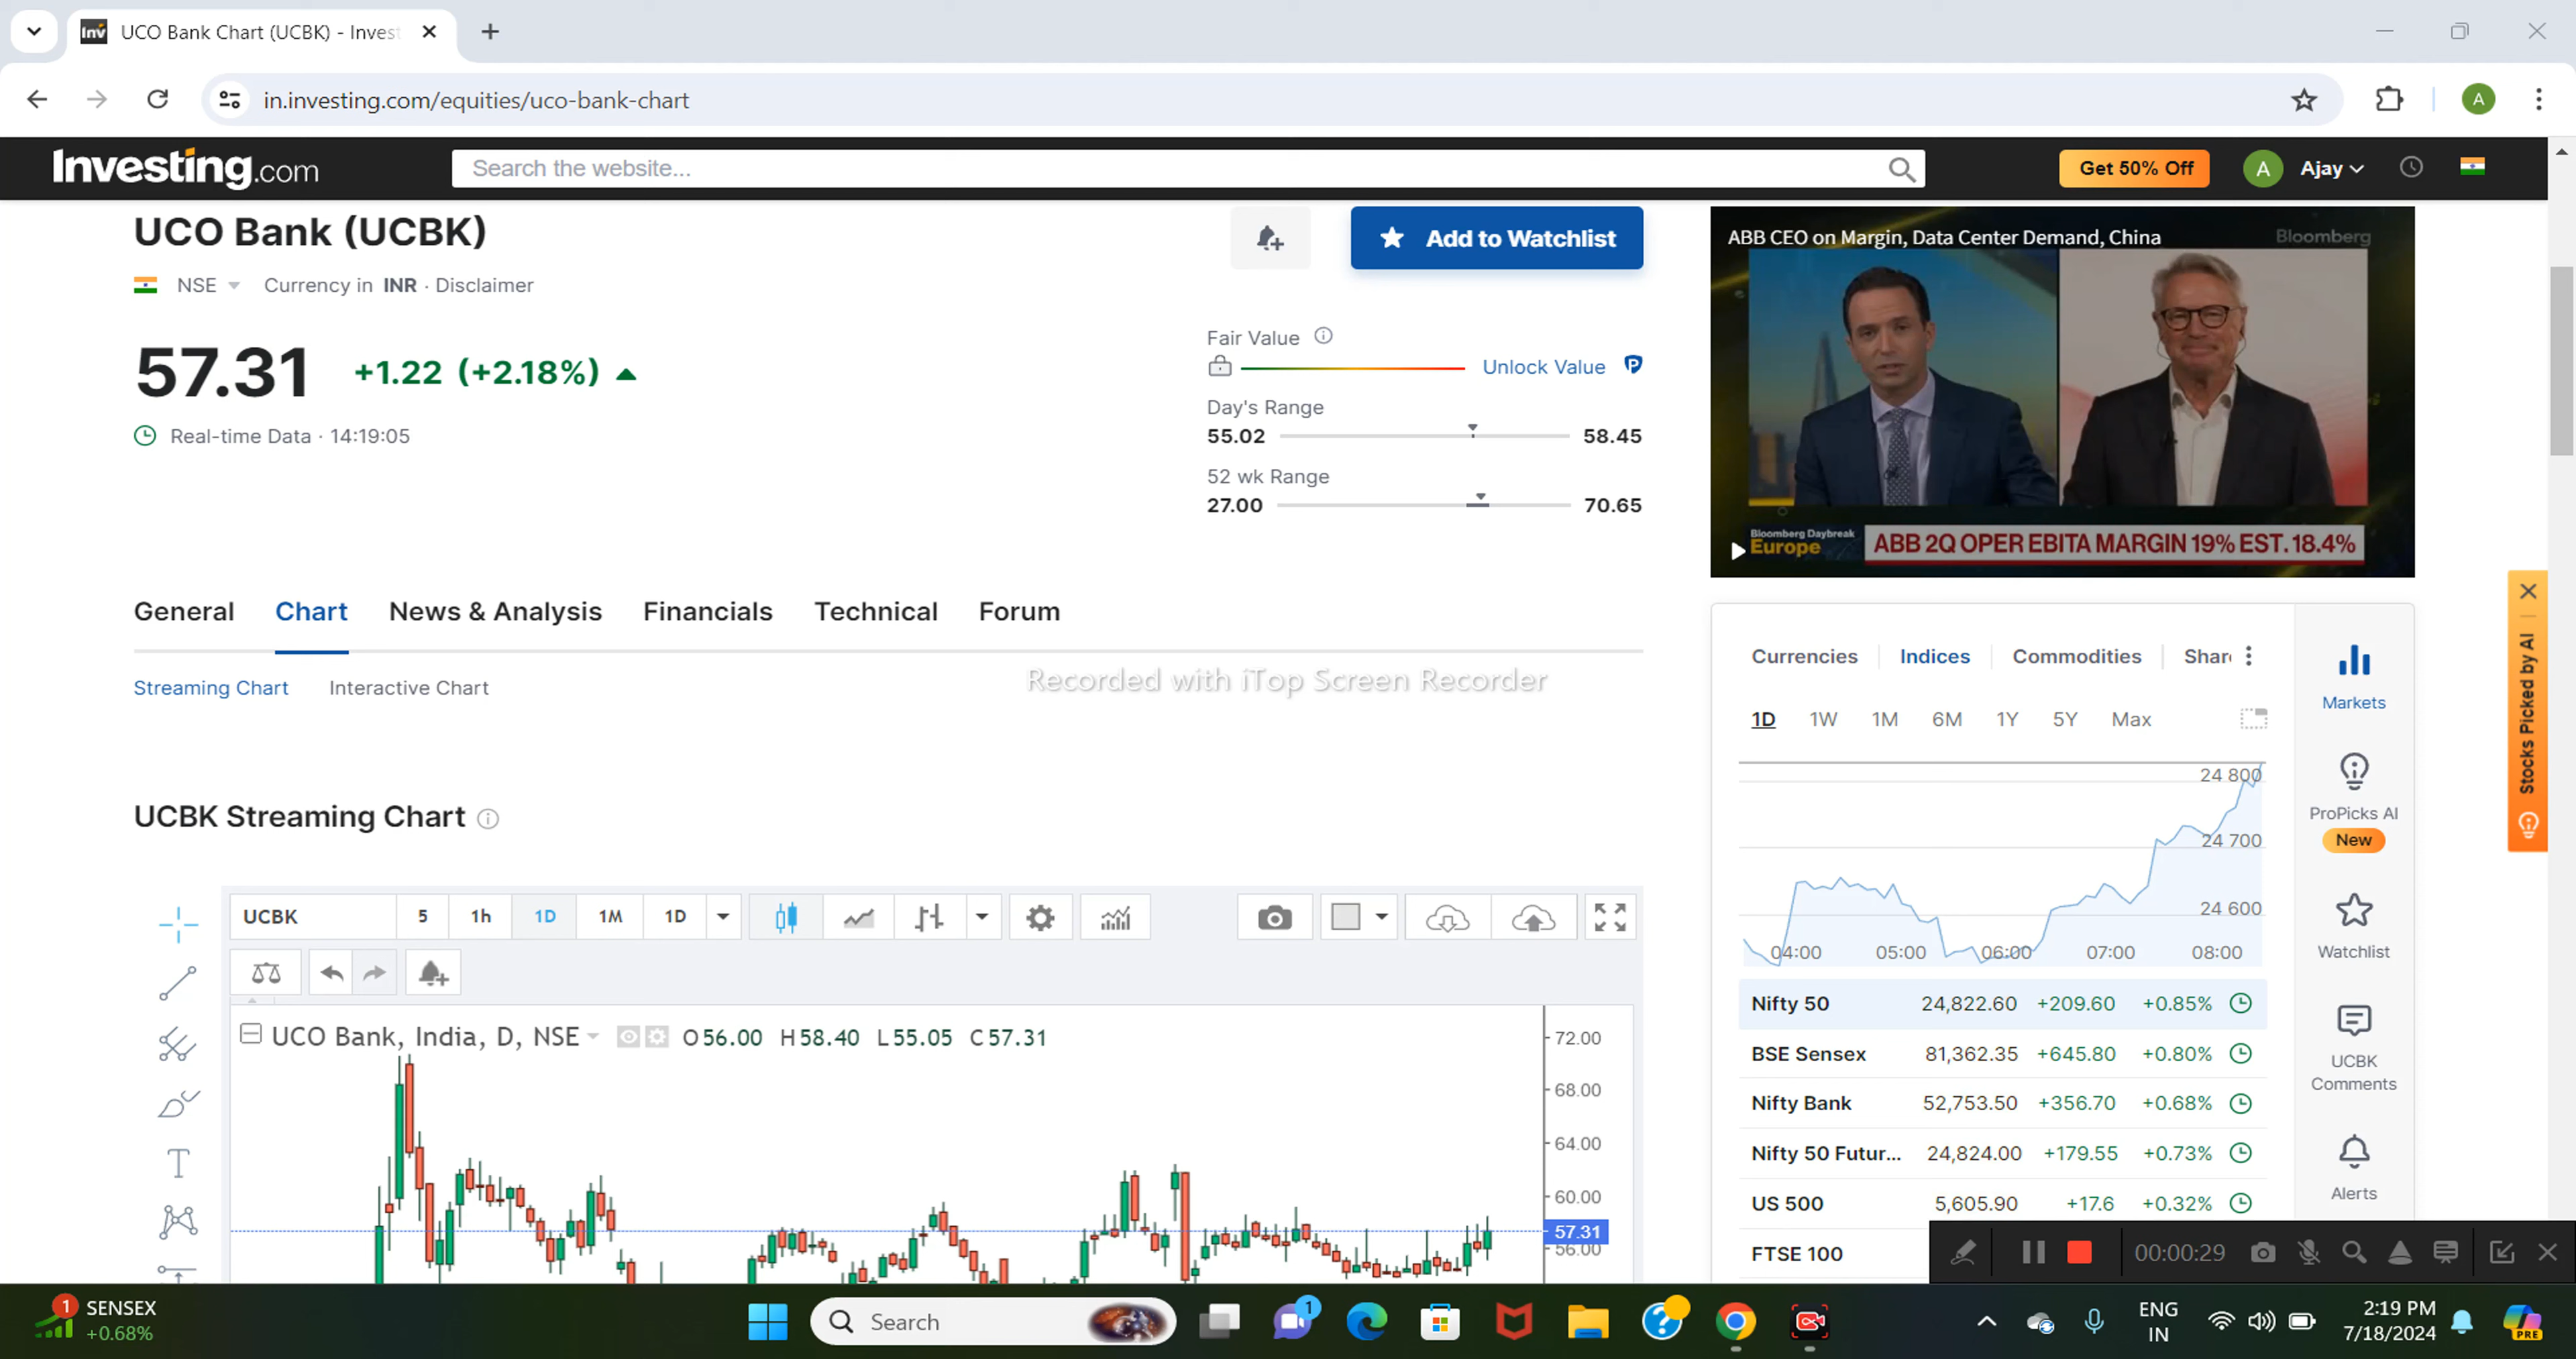 UCO Bank Chart (UCBK) - Invest
in.investing.com/equities/uco-bank-chart
A
Investing.com
Search the website...
Get 50% Off
A
Ajay
UCO Bank (UCBK)
Add to Watchlist
NSE
Currency in INR · Disclaimer
57.31
+1.22 (+2.18%)
Real-time Data · 14:19:05
Fair Value
Unlock Value
Day's Range
55.02
58.45
52 wk Range
27.00
70.65
ABB CEO on Margin, Data Center Demand, China
Bloomberg
Bloomberg Daybreak
Europe
ABB 2Q OPER EBITA MARGIN 19% EST. 18.4%
General
Chart
News & Analysis
Financials
Technical
Forum
Streaming Chart
Interactive Chart
Recorded with iTop Screen Recorder
UCBK Streaming Chart
UCBK
5
1h
1D
1M
1D
UCO Bank, India, D, NSE
O 56.00 H 58.40 L 55.05 C 57.31
72.00
68.00
64.00
60.00
57.31
56.00
Currencies
Indices
Commodities
Shar
1D
1W
1M
6M
1Y
5Y
Max
24 800
24 700
24 600
04:00
05:00
06:00
07:00
08:00
Nifty 50 24,822.60 +209.60 +0.85%
BSE Sensex 81,362.35 +645.80 +0.80%
Nifty Bank 52,753.50 +356.70 +0.68%
Nifty 50 Futur... 24,824.00 +179.55 +0.73%
US 500 5,605.90 +17.6 +0.32%
FTSE 100
Markets
ProPicks AI
New
Watchlist
UCBK
Comments
Alerts
Stocks Picked by AI
00:00:29
1
SENSEX
+0.68%
Search
1
ENG
IN
2:19 PM
7/18/2024
PRE